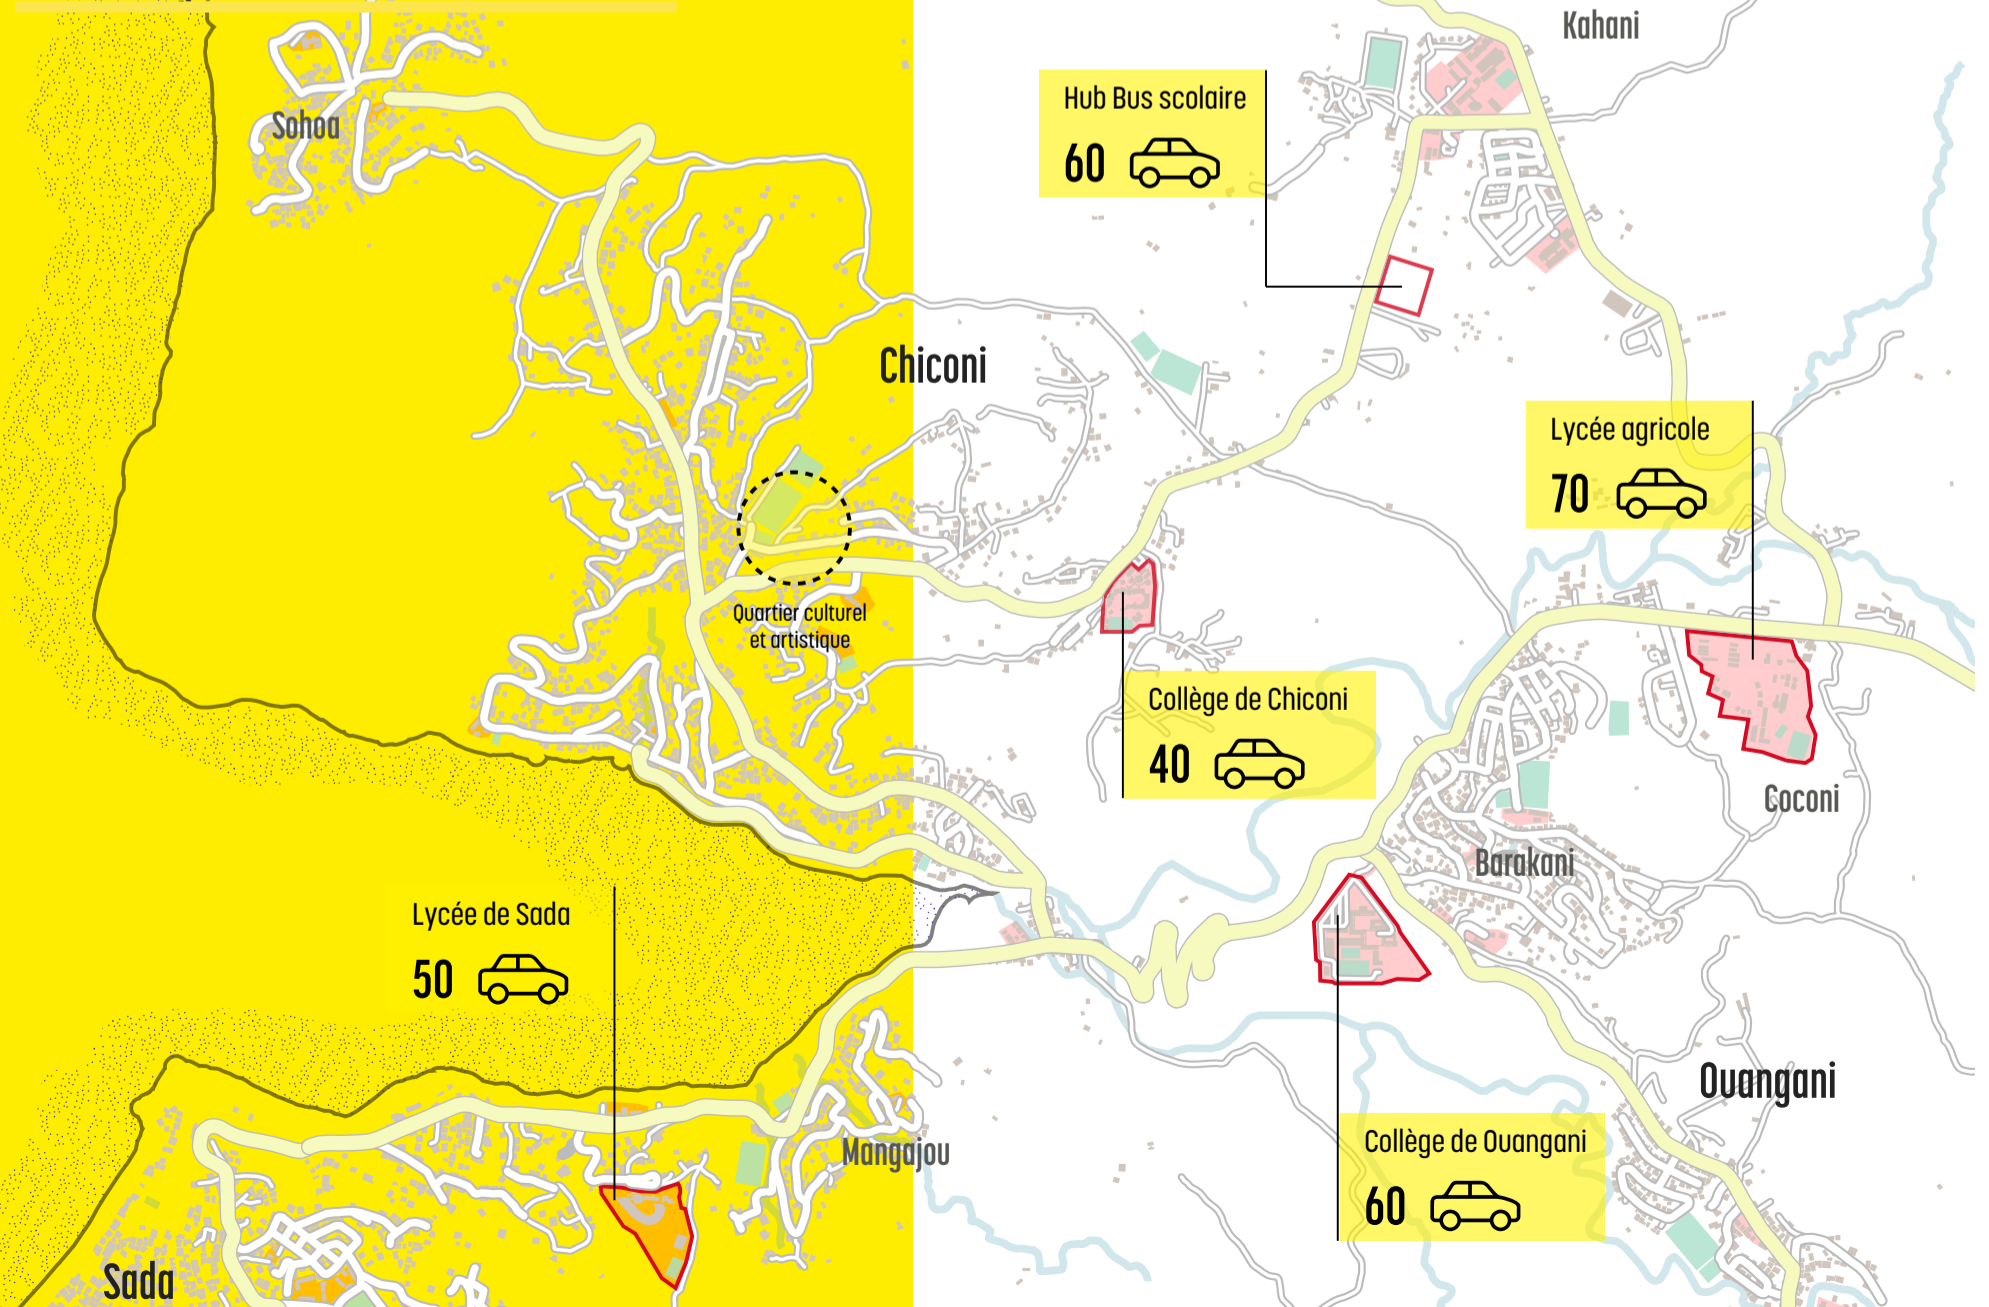 Kahani
Hub Bus scolaire
60
Sohoa
Chiconi
Lycée agricole
70
Quartier culturel
et artistique
Collège de Chiconi
40
Coconi
Barakani
Lycée de Sada
50
Ouangani
Mangajou
Collège de Ouangani
60
Sada